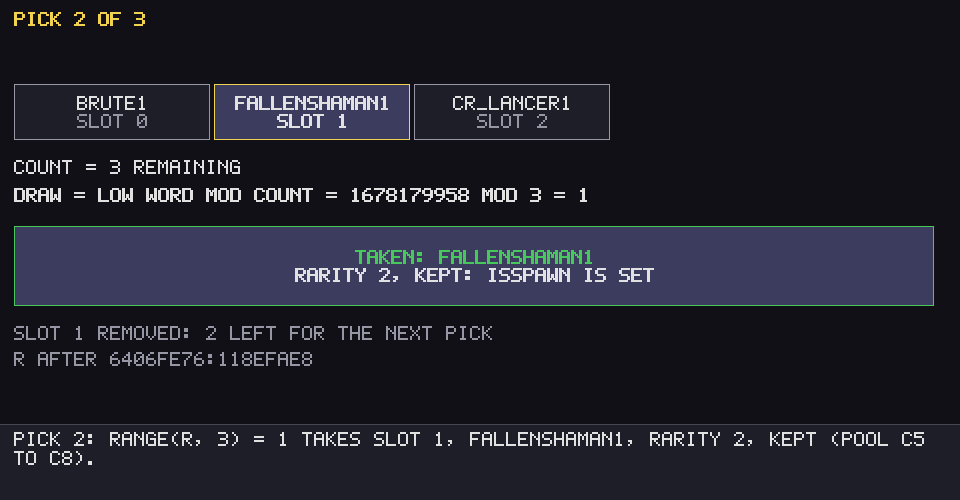 PICK 2 OF 3
BRUTE1
SLOT 0
FALLENSHAMAN1
SLOT 1
CR_LANCER1
SLOT 2
COUNT = 3 REMAINING
DRAW = LOW WORD MOD COUNT = 1678179958 MOD 3 = 1
TAKEN: FALLENSHAMAN1
RARITY 2, KEPT: ISSPAWN IS SET
SLOT 1 REMOVED: 2 LEFT FOR THE NEXT PICK
R AFTER 6406FE76:118EFAE8
PICK 2: RANGE(R, 3) = 1 TAKES SLOT 1, FALLENSHAMAN1, RARITY 2, KEPT (POOL C5
TO C8).